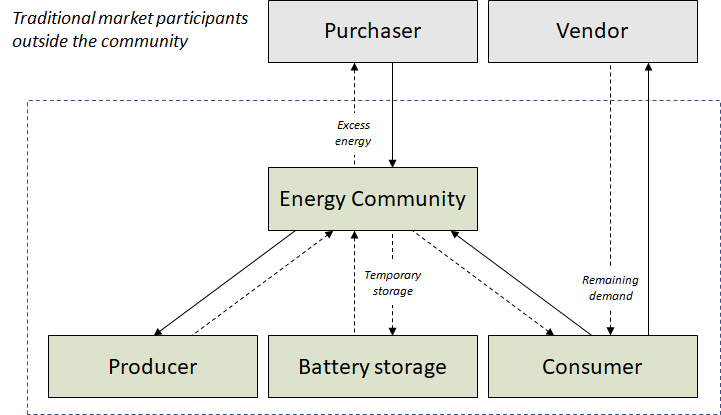 Traditional market participants
outside the community
Purchaser
Vendor
Excess
energy
Energy Community
Temporary
storage
Remaining
demand
Producer
Battery storage
Consumer